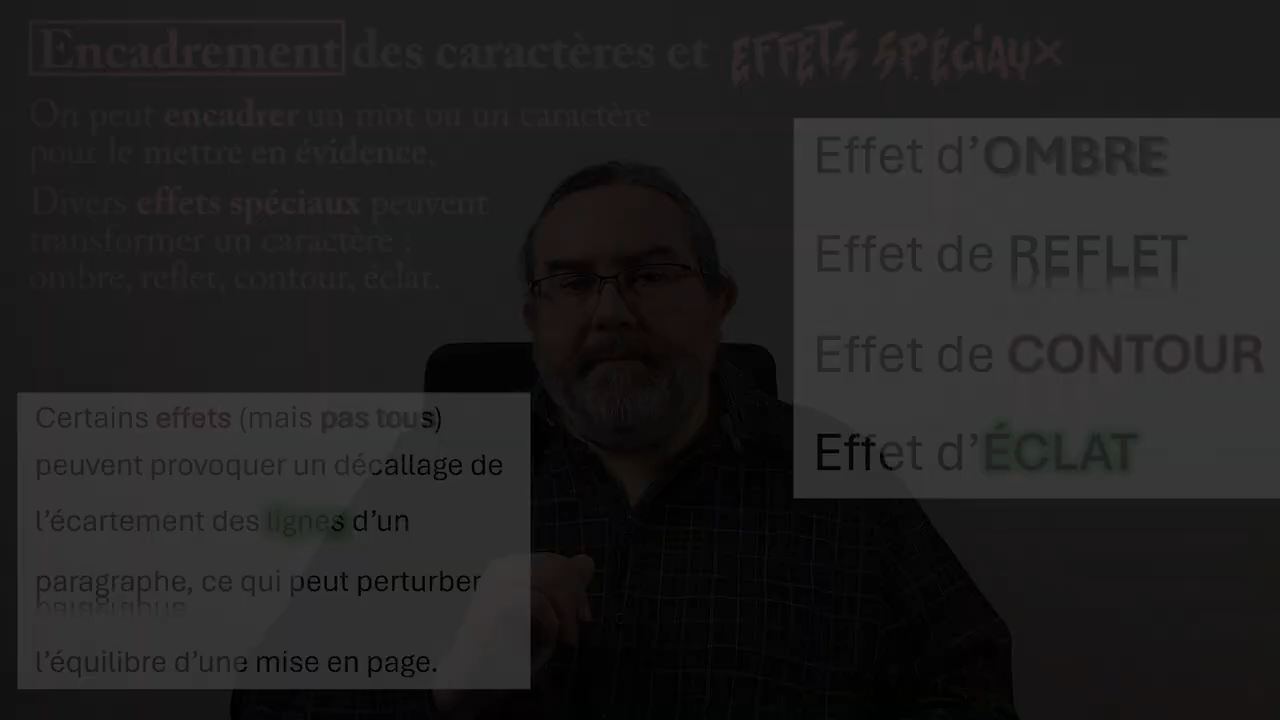 Encadrement des caractères et EFFETS SPÉCIAUX
On peut encadrer un mot ou un caractère
pour le mettre en évidence.
Divers effets spéciaux peuvent
transformer un caractère :
ombre, reflet, contour, éclat.
Effet d’OMBRE
Effet de REFLET
Effet de CONTOUR
Effet d’ÉCLAT
Certains effets (mais pas tous)
peuvent provoquer un décallage de
l’écartement des lignes d’un
paragraphe, ce qui peut perturber
l’équilibre d’une mise en page.